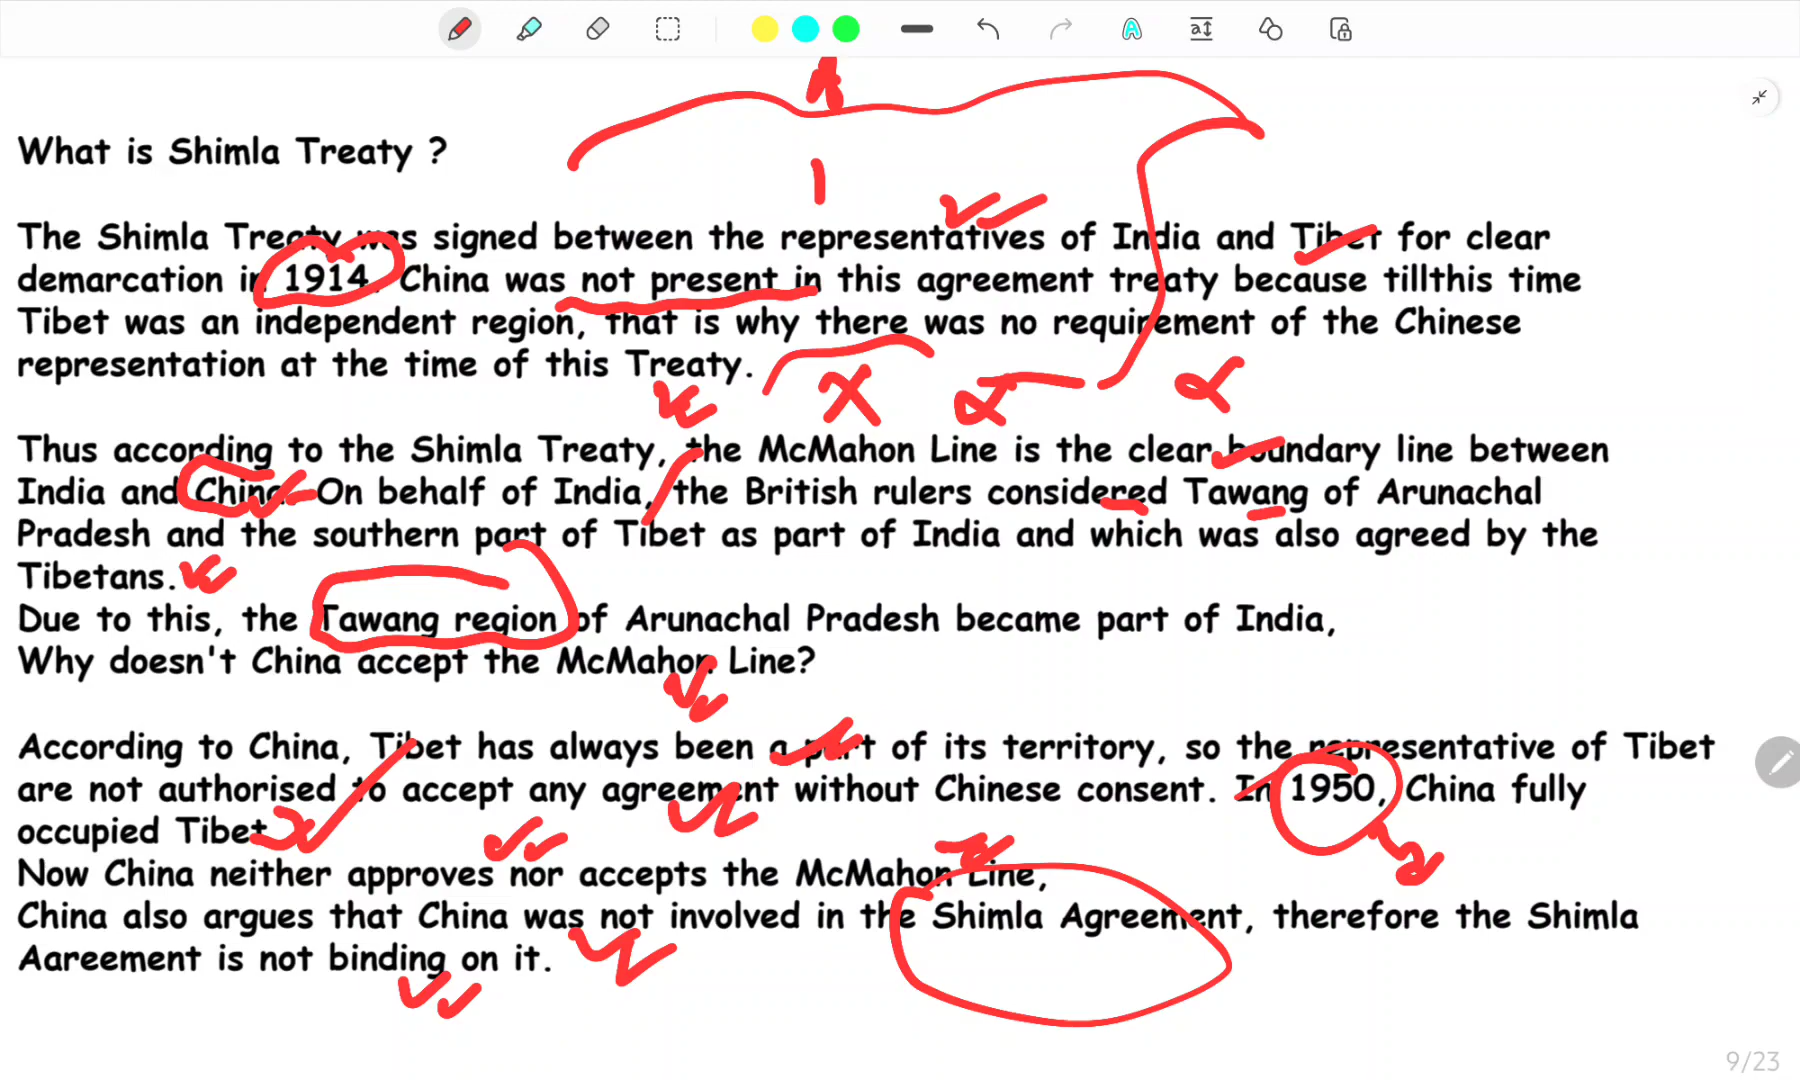 What is Shimla Treaty ?
The Shimla Treaty was signed between the representatives of India and Tibet for clear
demarcation in 1914. China was not present in this agreement treaty because tillthis time
Tibet was an independent region, that is why there was no requirement of the Chinese
representation at the time of this Treaty.
Thus according to the Shimla Treaty, the McMahon Line is the clear boundary line between
India and China. On behalf of India, the British rulers considered Tawang of Arunachal
Pradesh and the southern part of Tibet as part of India and which was also agreed by the
Tibetans.
Due to this, the Tawang region of Arunachal Pradesh became part of India,
Why doesn't China accept the McMahon Line?
According to China, Tibet has always been a part of its territory, so the representative of Tibet
are not authorised to accept any agreement without Chinese consent. In 1950, China fully
occupied Tibet
Now China neither approves nor accepts the McMahon Line,
China also argues that China was not involved in the Shimla Agreement, therefore the Shimla
Aareement is not binding on it.
9/23